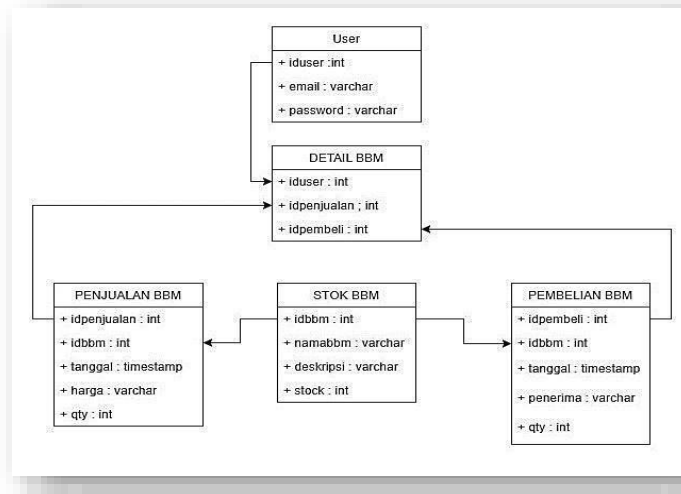 User
+ iduser :int
+ email : varchar
+ password : varchar
DETAIL BBM
+ iduser : int
+ idpenjualan ; int
+ idpembeli : int
PENJUALAN BBM
+ idpenjualan : int
+ idbbm : int
+ tanggal : timestamp
+ harga : varchar
+ qty : int
STOK BBM
+ idbbm : int
+ namabbm : varchar
+ deskripsi : varchar
+ stock : int
PEMBELIAN BBM
+ idpembeli : int
+ idbbm : int
+ tanggal : timestamp
+ penerima : varchar
+ qty : int